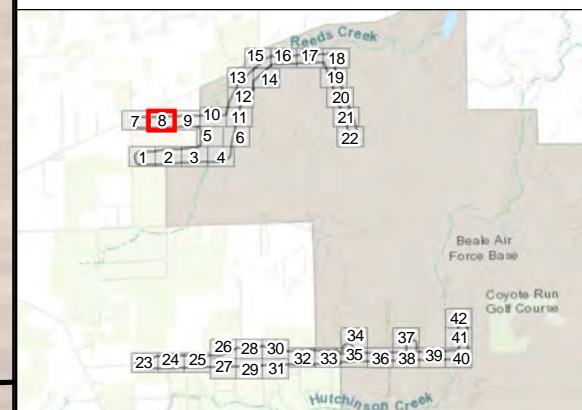 Reeds Creek
15 16 17 18
13 14 19
12 20
7 8 9 10 11 21
5 6 22
1 2 3 4
Beale Air
Force Base
Coyote Run
Golf Course
42
34 37 41
26 28 30
23 24 25 32 33 35 36 38 39 40
27 29 31
Hutchinson Creek